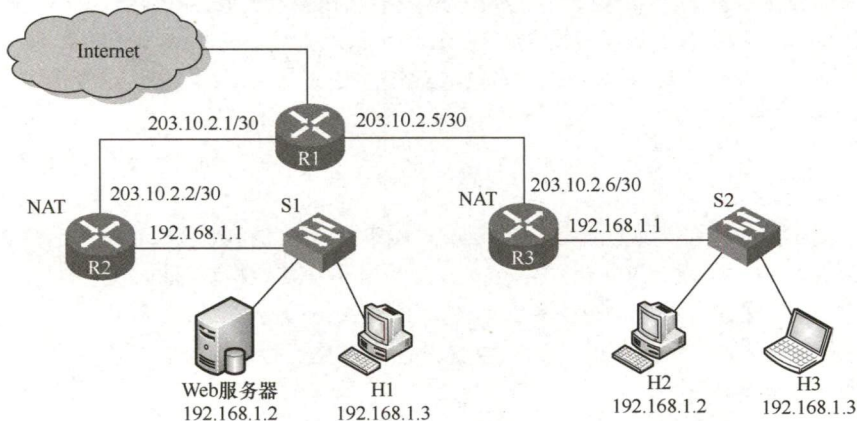 Internet
203.10.2.1/30
203.10.2.5/30
R1
NAT
203.10.2.2/30
S1
NAT
203.10.2.6/30
S2
192.168.1.1
192.168.1.1
R2
R3
Web服务器
192.168.1.2
H1
192.168.1.3
H2
192.168.1.2
H3
192.168.1.3